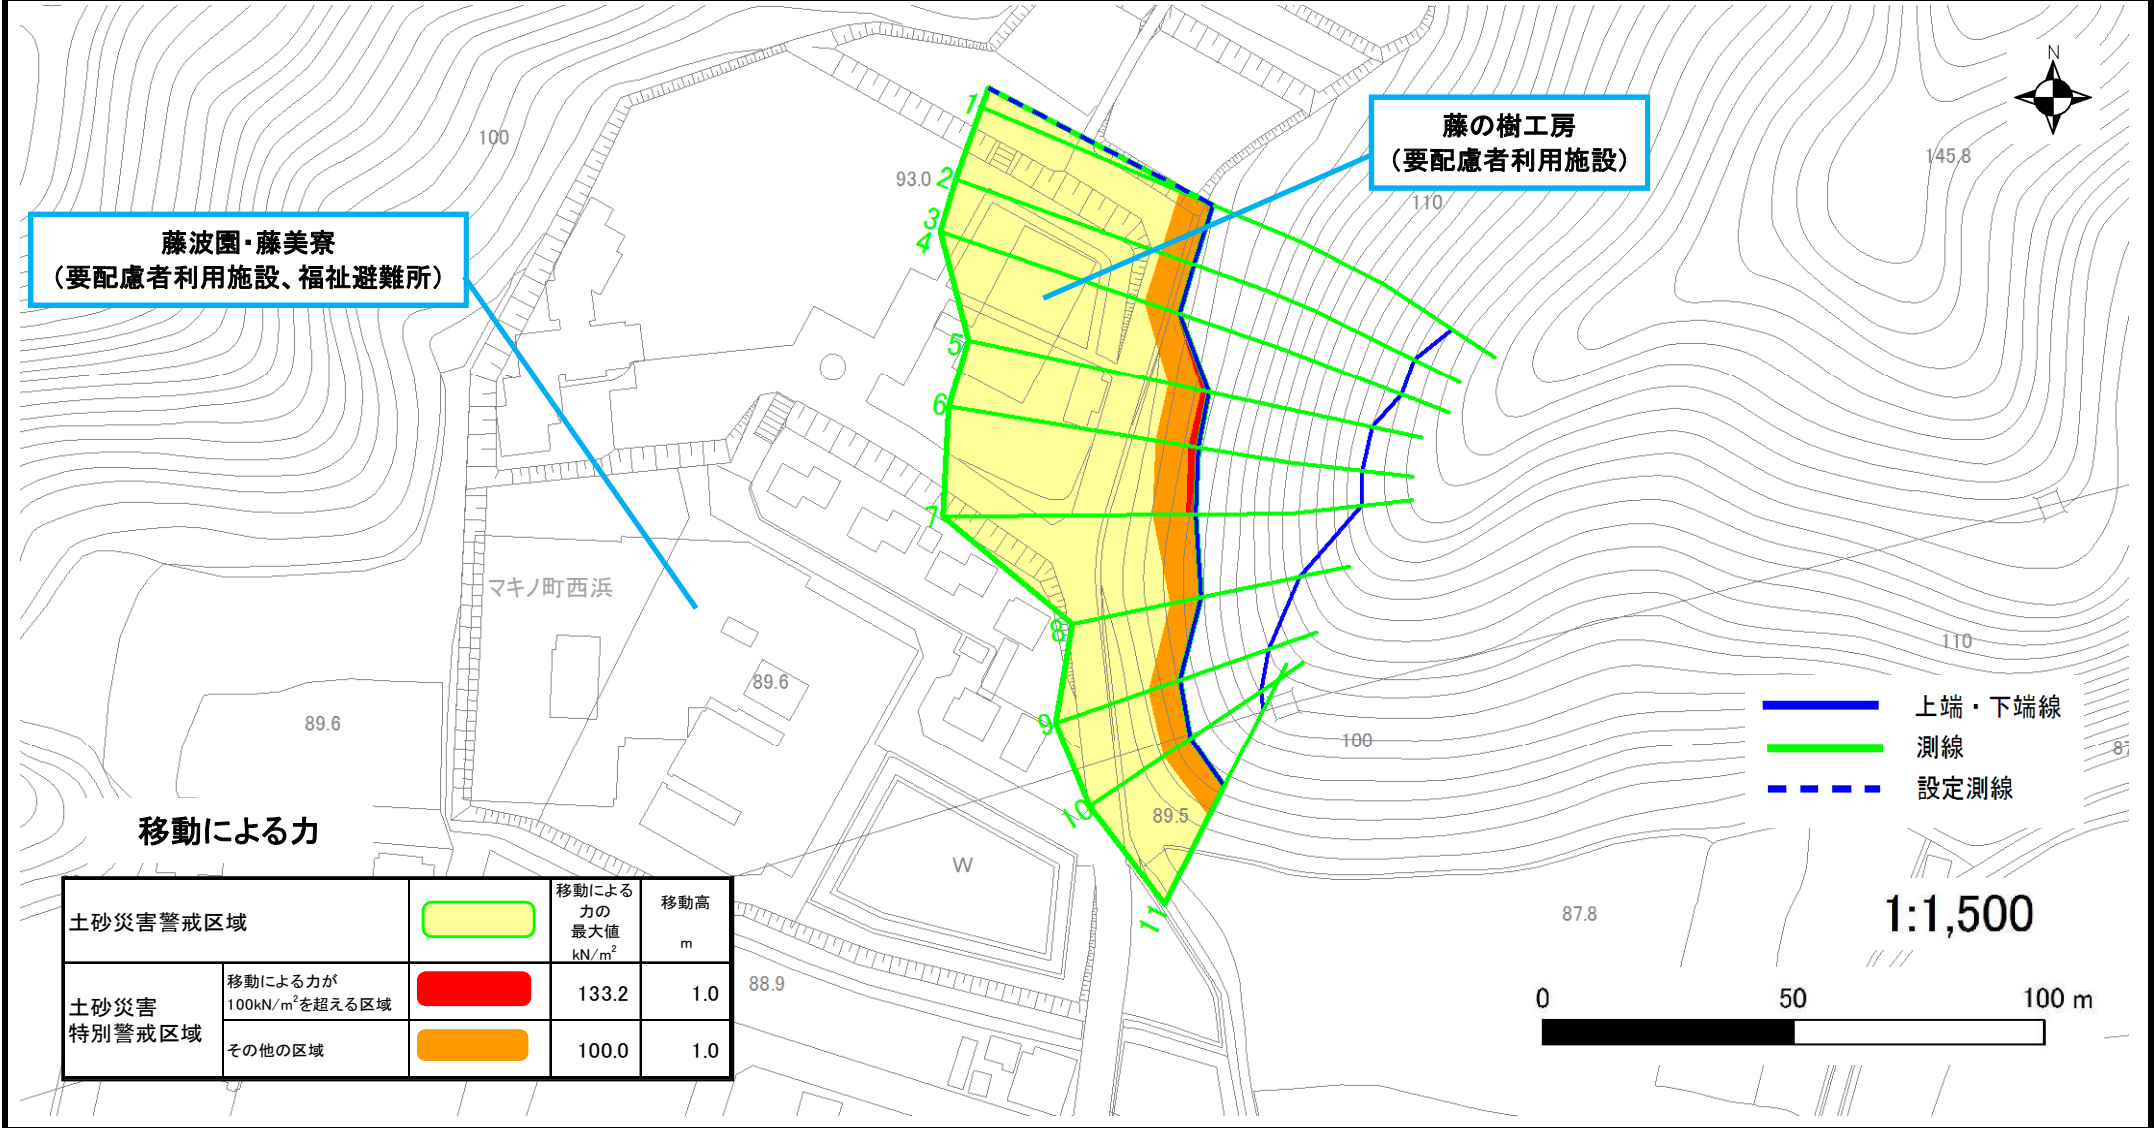 N
1
藤の樹工房
（要配慮者利用施設）
100
145.8
93.0
2
110
3
4
藤波園・藤美寮
（要配慮者利用施設、福祉避難所）
5
6
7
マキノ町西浜
8
110
89.6
89.6
9
上端・下端線
100
測線
87
設定測線
10
89.5
移動による力
W
11
87.8
1:1,500
88.9
0 50 100 m
土砂災害警戒区域
移動による
力の
最大値
kN/m²
移動高
m
土砂災害
特別警戒区域
移動による力が
100kN/m²を超える区域
133.2 1.0
その他の区域
100.0 1.0